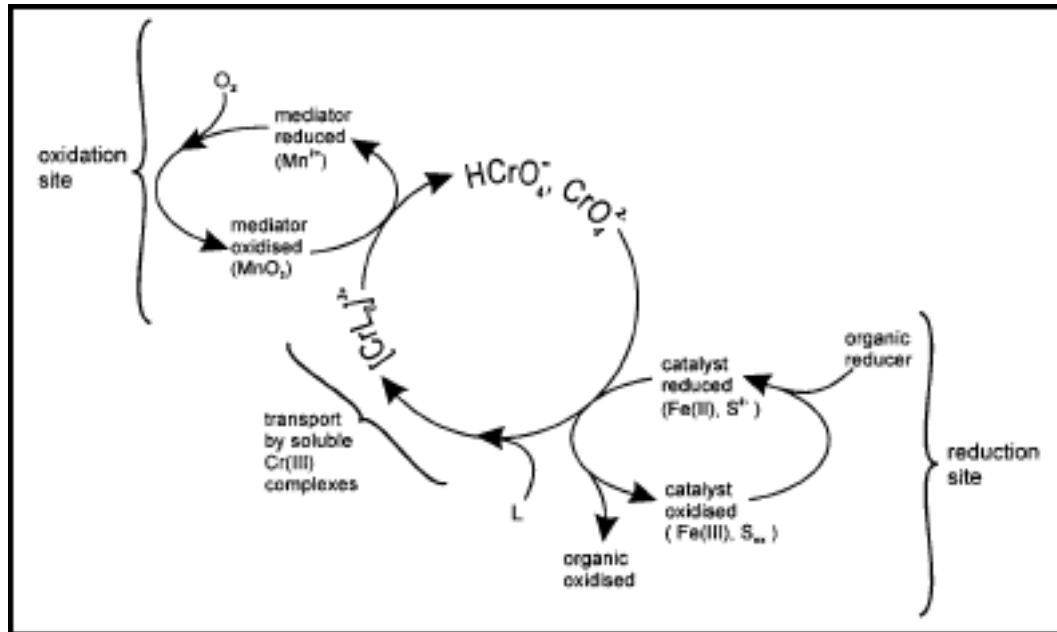 O₂
mediator
reduced
(Mn²⁺)
oxidation
site
mediator
oxidised
(MnO₂)
HCrO₄⁻, CrO₄²⁻
transport
by soluble
Cr(III)
complexes
L
catalyst
reduced
(Fe(II), S²⁻)
organic
reducer
catalyst
oxidised
( Fe(III), Sₒₓ )
organic
oxidised
reduction
site